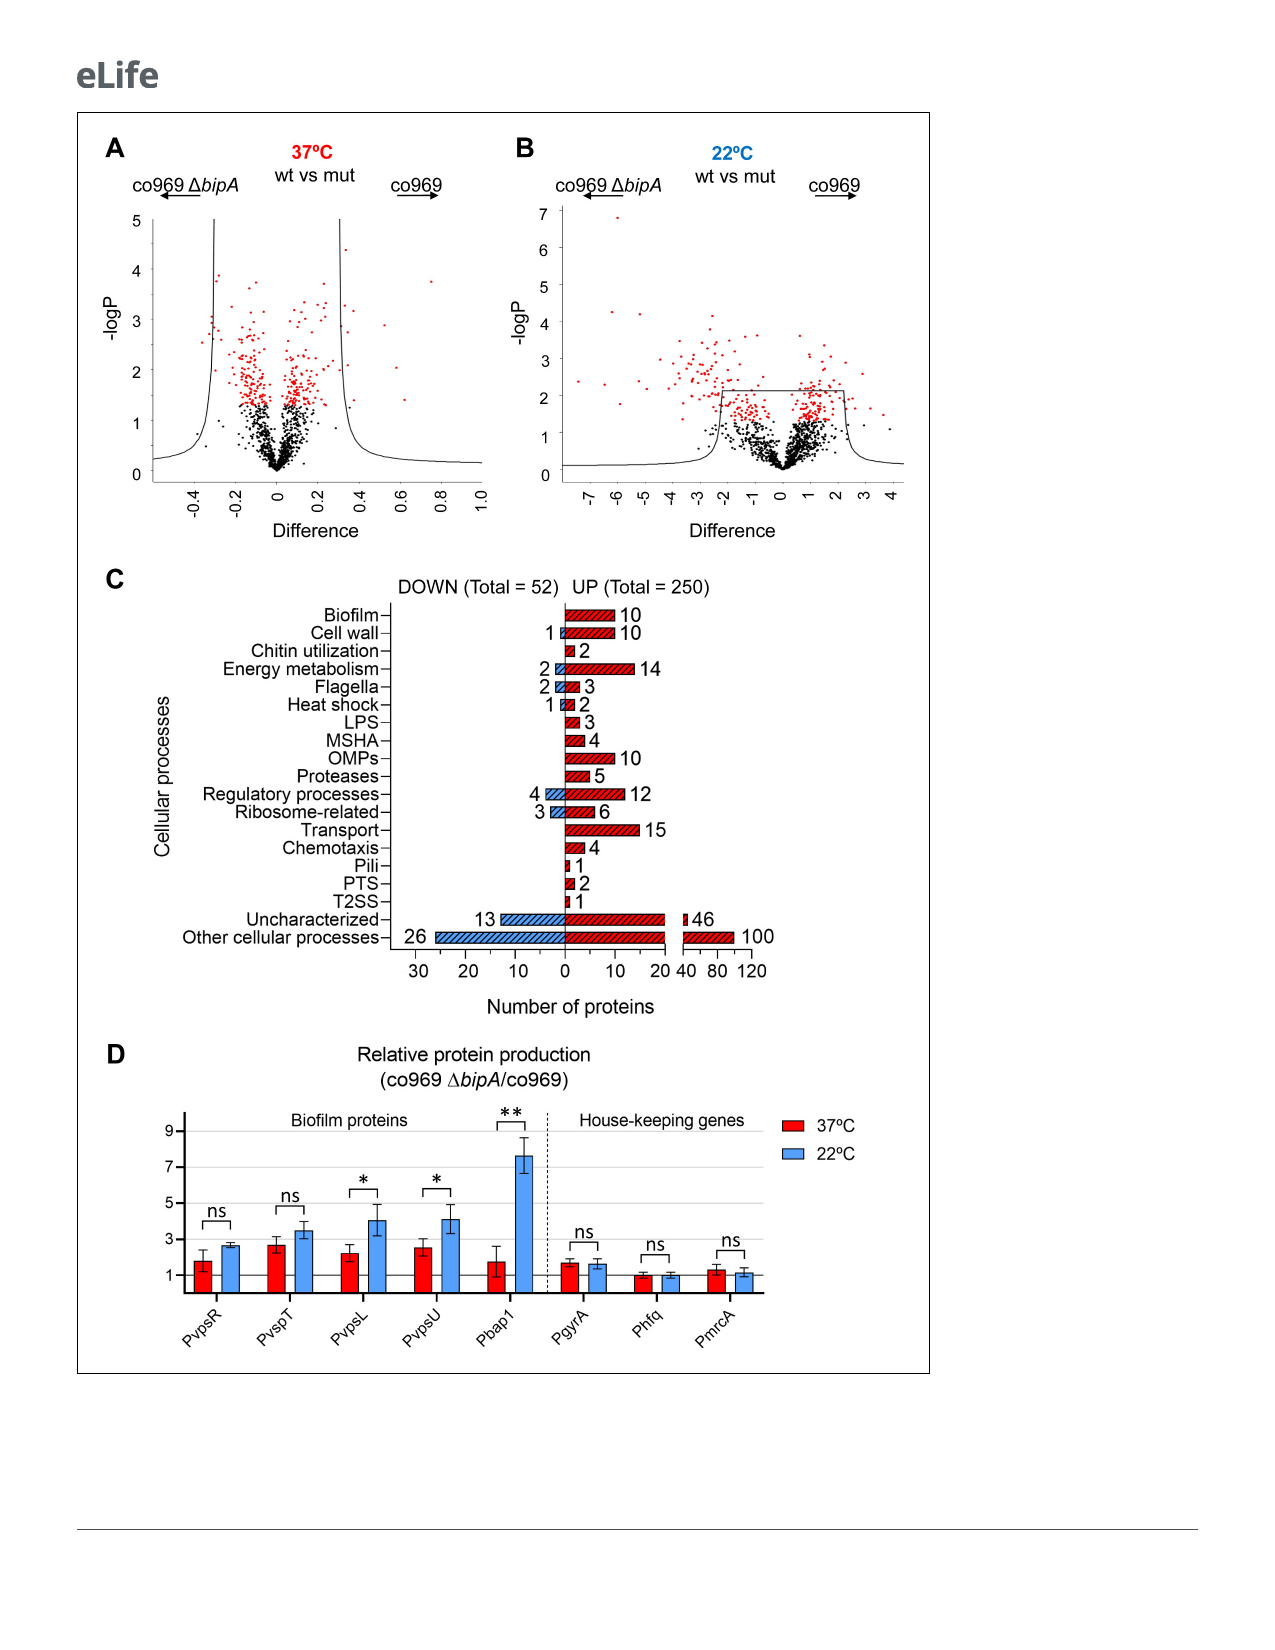 eLife
A
37ºC
wt vs mut
co969 ΔbipA
co969
5
4
3
2
1
0
-logP
-0.4
-0.2
0
0.2
0.4
0.6
0.8
1.0
Difference
B
22ºC
wt vs mut
co969 ΔbipA
co969
7
6
5
4
3
2
1
0
-logP
-7
-6
-5
-4
-3
-2
-1
0
1
2
3
4
Difference
C
DOWN (Total = 52) UP (Total = 250)
Cellular processes
Biofilm 10
Cell wall 1 10
Chitin utilization 2
Energy metabolism 2 14
Flagella 2 3
Heat shock 1 2
LPS 3
MSHA 4
OMPs 10
Proteases 5
Regulatory processes 4 12
Ribosome-related 3 6
Transport 15
Chemotaxis 4
Pili 1
PTS 2
T2SS 1
Uncharacterized 13 46
Other cellular processes 26 100
30 20 10 0 10 20 40 80 120
Number of proteins
D
Relative protein production
(co969 ΔbipA/co969)
Biofilm proteins
House-keeping genes
37ºC
22ºC
9
7
5
3
1
ns
ns
*
*
**
ns
ns
ns
PvpsR
PvspT
PvpsL
PvpsU
Pbap1
PgyrA
Phfq
PmrcA